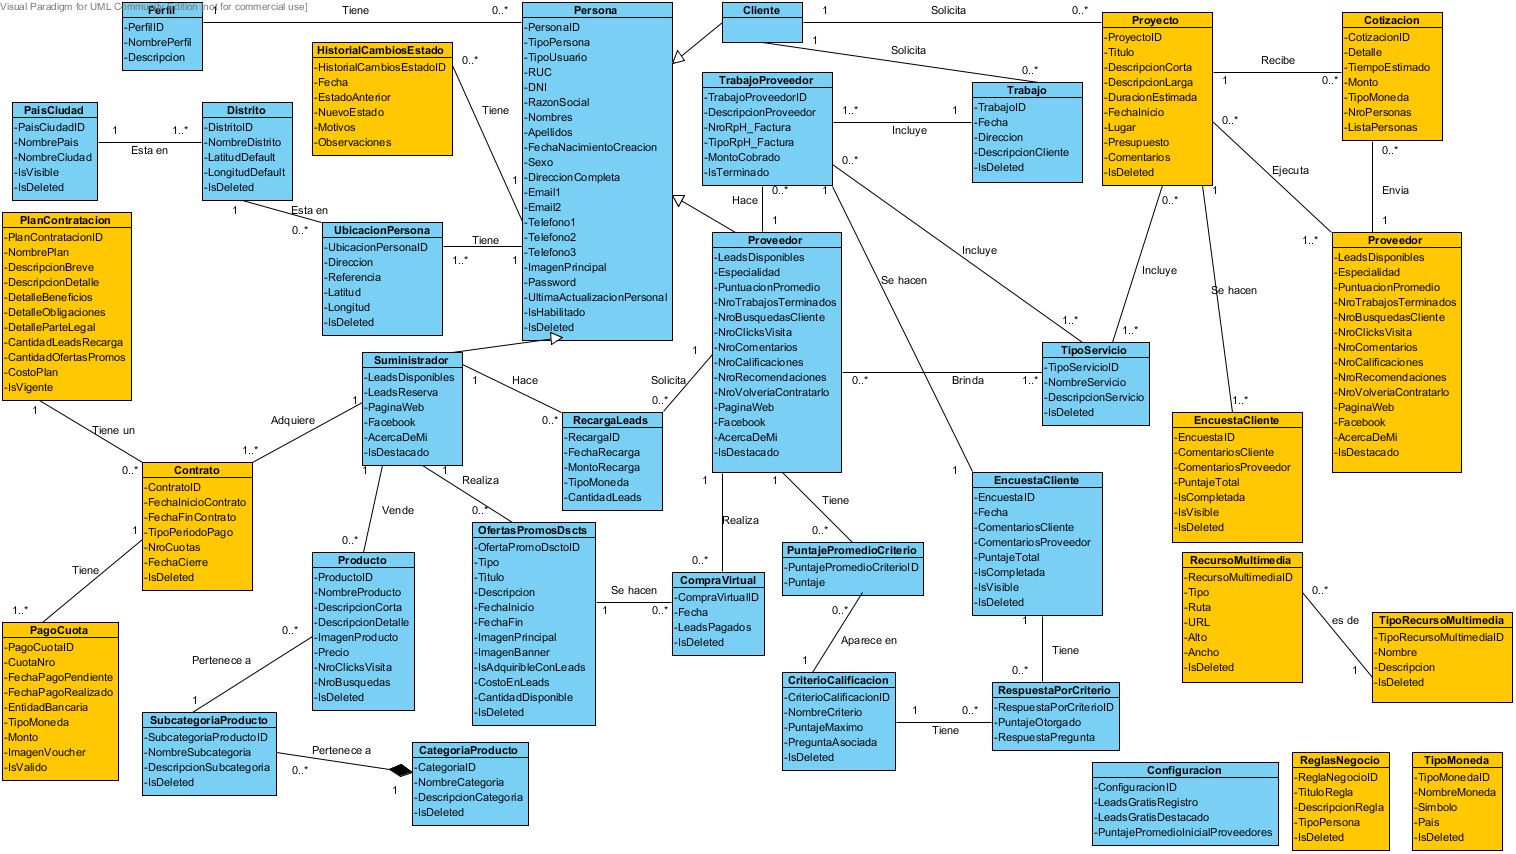 Visual Paradigm for UML Community Edition [not for commercial use]
Perfil
-PerfilID
-NombrePerfil
-Descripcion
1
Tiene
0..*
Persona
-PersonaID
-TipoPersona
-TipoUsuario
-RUC
-DNI
-RazonSocial
-Nombres
-Apellidos
-FechaNacimientoCreacion
-Sexo
-DireccionCompleta
-Email1
-Email2
-Telefono1
-Telefono2
-Telefono3
-ImagenPrincipal
-Password
-UltimaActualizacionPersonal
-IsHabilitado
-IsDeleted
Cliente
1
Solicita
0..*
1
Solicita
0..*
Proyecto
-ProyectoID
-Titulo
-DescripcionCorta
-DescripcionLarga
-DuracionEstimada
-FechaInicio
-Lugar
-Presupuesto
-Comentarios
-IsDeleted
1
Recibe
0..*
Cotizacion
-CotizacionID
-Detalle
-TiempoEstimado
-Monto
-TipoMoneda
-NroPersonas
-ListaPersonas
0..*
Envia
1
HistorialCambiosEstado
-HistorialCambiosEstadoID
-Fecha
-EstadoAnterior
-NuevoEstado
-Motivos
-Observaciones
0..*
Tiene
1
TrabajoProveedor
-TrabajoProveedorID
-DescripcionProveedor
-NroRpH_Factura
-TipoRpH_Factura
-MontoCobrado
-IsTerminado
1..*
Incluye
1
Trabajo
-TrabajoID
-Fecha
-Direccion
-DescripcionCliente
-IsDeleted
PaisCiudad
-PaisCiudadID
-NombrePais
-NombreCiudad
-IsVisible
-IsDeleted
1
Esta en
1..*
Distrito
-DistritoID
-NombreDistrito
-LatitudDefault
-LongitudDefault
-IsDeleted
1
Esta en
0..*
UbicacionPersona
-UbicacionPersonaID
-Direccion
-Referencia
-Latitud
-Longitud
-IsDeleted
Tiene
1..*
1
0..*
Hace
1
0..*
Incluye
1..*
1
Se hacen
1
0..*
Ejecuta
1..*
0..*
Incluye
1..*
1
Se hacen
1..*
PlanContratacion
-PlanContratacionID
-NombrePlan
-DescripcionBreve
-DescripcionDetalle
-DetalleBeneficios
-DetalleObligaciones
-DetalleParteLegal
-CantidadLeadsRecarga
-CantidadOfertasPromos
-CostoPlan
-IsVigente
1
Tiene un
0..*
Proveedor
-LeadsDisponibles
-Especialidad
-PuntuacionPromedio
-NroTrabajosTerminados
-NroBusquedasCliente
-NroClicksVisita
-NroComentarios
-NroCalificaciones
-NroRecomendaciones
-NroVolveriaContratarlo
-PaginaWeb
-Facebook
-AcercaDeMi
-IsDestacado
Proveedor
-LeadsDisponibles
-Especialidad
-PuntuacionPromedio
-NroTrabajosTerminados
-NroBusquedasCliente
-NroClicksVisita
-NroComentarios
-NroCalificaciones
-NroRecomendaciones
-NroVolveriaContratarlo
-PaginaWeb
-Facebook
-AcercaDeMi
-IsDestacado
0..*
Brinda
1..*
TipoServicio
-TipoServicioID
-NombreServicio
-DescripcionServicio
-IsDeleted
Suministrador
-LeadsDisponibles
-LeadsReserva
-PaginaWeb
-Facebook
-AcercaDeMi
-IsDestacado
1
Adquiere
1..*
1
Hace
0..*
1
Solicita
0..*
RecargaLeads
-RecargaID
-FechaRecarga
-MontoRecarga
-TipoMoneda
-CantidadLeads
EncuestaCliente
-EncuestaID
-ComentariosCliente
-ComentariosProveedor
-PuntajeTotal
-IsCompletada
-IsVisible
-IsDeleted
Contrato
-ContratoID
-FechaInicioContrato
-FechaFinContrato
-TipoPeriodoPago
-NroCuotas
-FechaCierre
-IsDeleted
1
Tiene
1..*
1
Vende
0..*
1
Realiza
0..*
1
Realiza
0..*
1
Tiene
0..*
EncuestaCliente
-EncuestaID
-Fecha
-ComentariosCliente
-ComentariosProveedor
-PuntajeTotal
-IsCompletada
-IsVisible
-IsDeleted
OfertasPromosDscts
-OfertaPromoDsctoID
-Tipo
-Titulo
-Descripcion
-FechaInicio
-FechaFin
-ImagenPrincipal
-ImagenBanner
-IsAdquiribleConLeads
-CostoEnLeads
-CantidadDisponible
-IsDeleted
Se hacen
1
0..*
CompraVirtual
-CompraVirtualID
-Fecha
-LeadsPagados
-IsDeleted
PuntajePromedioCriterio
-PuntajePromedioCriterioID
-Puntaje
0..*
Aparece en
1
Producto
-ProductoID
-NombreProducto
-DescripcionCorta
-DescripcionDetalle
-ImagenProducto
-Precio
-NroClicksVisita
-NroBusquedas
-IsDeleted
0..*
Pertenece a
1
RecursoMultimedia
-RecursoMultimediaID
-Tipo
-Ruta
-URL
-Alto
-Ancho
-IsDeleted
0..*
es de
1
TipoRecursoMultimedia
-TipoRecursoMultimediaID
-Nombre
-Descripcion
-IsDeleted
PagoCuota
-PagoCuotaID
-CuotaNro
-FechaPagoPendiente
-FechaPagoRealizado
-EntidadBancaria
-TipoMoneda
-Monto
-ImagenVoucher
-IsValido
1
Tiene
0..*
CriterioCalificacion
-CriterioCalificacionID
-NombreCriterio
-PuntajeMaximo
-PreguntaAsociada
-IsDeleted
1
Tiene
0..*
RespuestaPorCriterio
-RespuestaPorCriterioID
-PuntajeOtorgado
-RespuestaPregunta
SubcategoriaProducto
-SubcategoriaProductoID
-NombreSubcategoria
-DescripcionSubcategoria
-IsDeleted
Pertenece a
0..*
1
CategoriaProducto
-CategoriaID
-NombreCategoria
-DescripcionCategoria
-IsDeleted
Configuracion
-ConfiguracionID
-LeadsGratisRegistro
-LeadsGratisDestacado
-PuntajePromedioInicialProveedores
ReglasNegocio
-ReglaNegocioID
-TituloRegla
-DescripcionRegla
-TipoPersona
-IsDeleted
TipoMoneda
-TipoMonedaID
-NombreMoneda
-Simbolo
-Pais
-IsDeleted